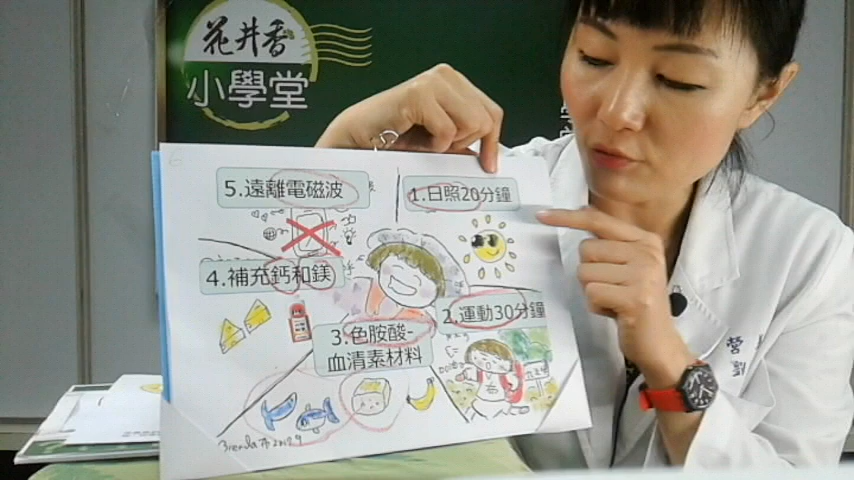 花井香
小學堂
5.遠離電磁波
1.日照20分鐘
4.補充鈣和鎂
2.運動30分鐘
3.色胺酸-
血清素材料
Brenda
營